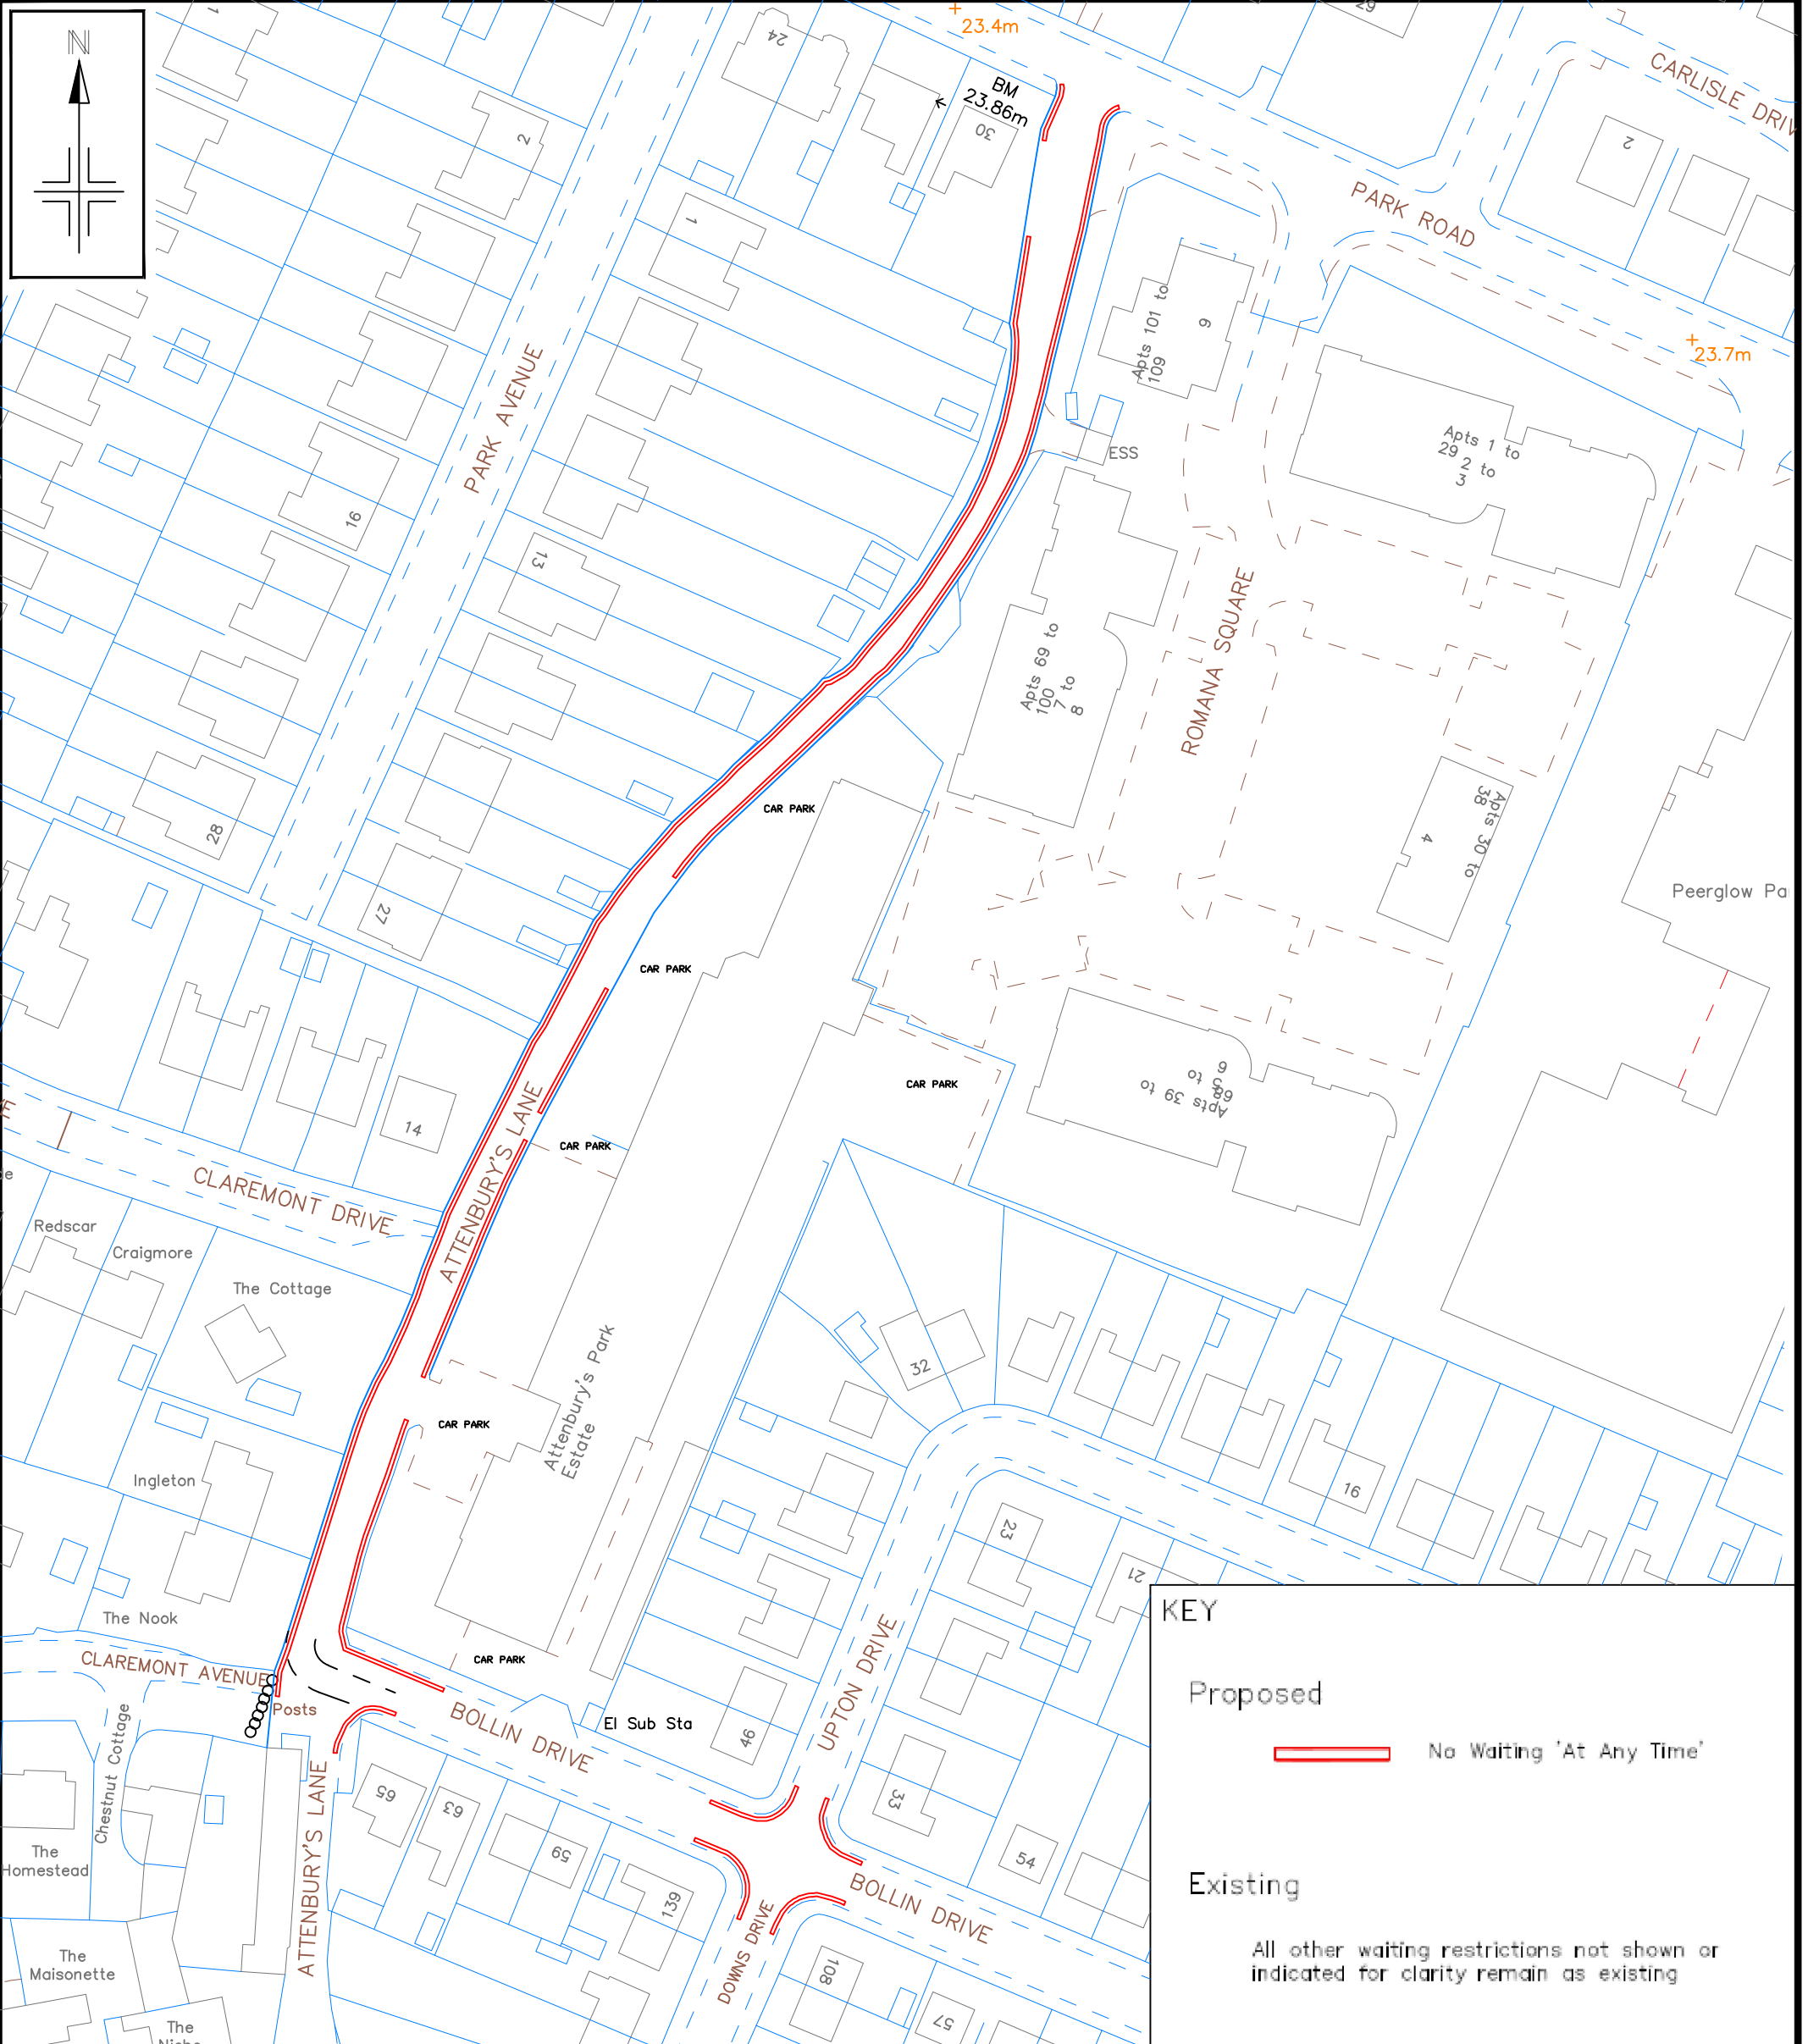 N
1
24
23.4m
BM
23.86m
30
29
CARLISLE DRIV
2
2
PARK ROAD
1
PARK AVENUE
Apts 101 to
109
9
23.7m
Apts 1 to
29 2 to
3
ESS
16
13
ROMANA SQUARE
Apts 69 to
100
7 to
8
28
CAR PARK
Apts 30 to
38
4
Peerglow Pa
27
CAR PARK
14
ATTENBURY'S LANE
CAR PARK
CAR PARK
Apts 39 to
68
5 to
6
CLAREMONT DRIVE
Redscar
Craigmore
The Cottage
32
Attenbury's Park
Estate
CAR PARK
Ingleton
16
23
21
The Nook
CLAREMONT AVENUE
Posts
CAR PARK
BOLLIN DRIVE
El Sub Sta
46
UPTON DRIVE
Chestnut Cottage
ATTENBURY'S LANE
65
63
59
139
33
54
The
Homestead
BOLLIN DRIVE
DOWNS DRIVE
108
57
The
Maisonette
The
KEY
Proposed
No Waiting 'At Any Time'
Existing
All other waiting restrictions not shown or
indicated for clarity remain as existing